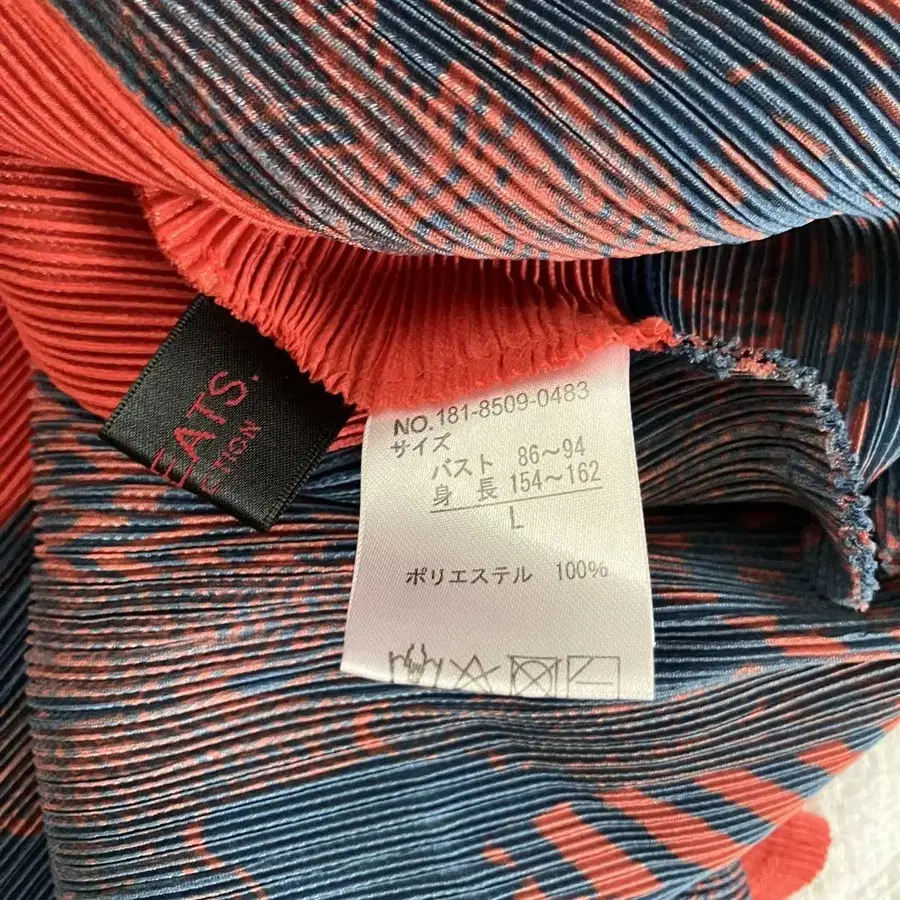 EATS.
CTION
NO.181-8509-0483
サイズ
バスト 86～94
身 長 154～162
L
ポリエステル 100%